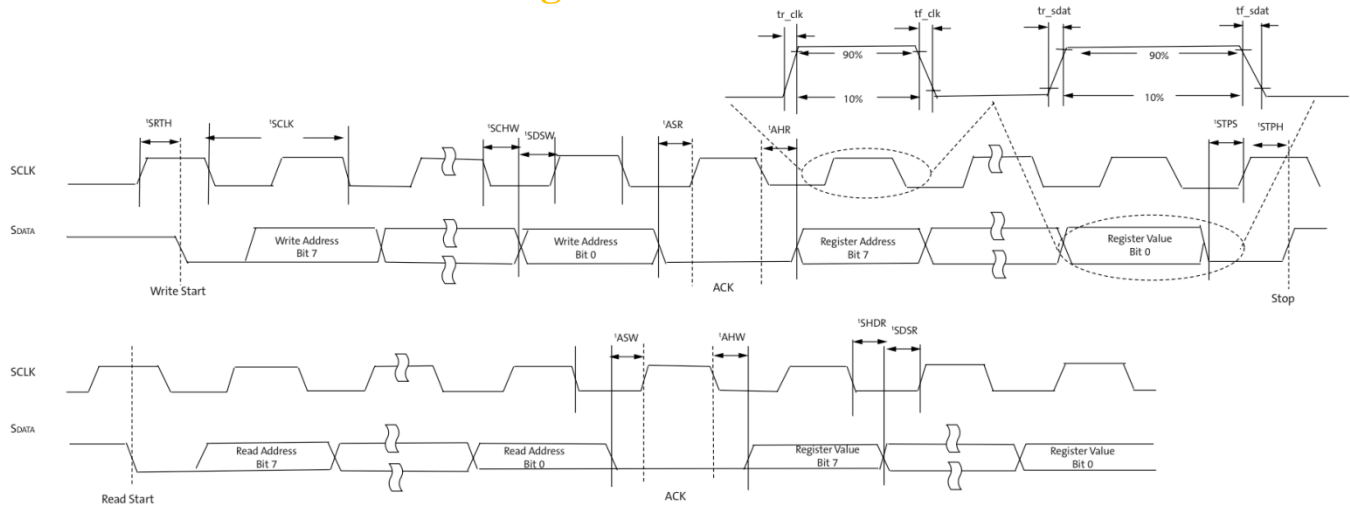 tr_clk tf_clk tr_sdat tf_sdat
90% 90%
10% 10%
tSRTH tSCLK tSCHW tSDSW tASR tAHR tSTPS tSTPH
SCLK
SDATA
Write Address
Bit 7
Write Address
Bit 0
Register Address
Bit 7
Register Value
Bit 0
Write Start
ACK
Stop
tASW tAHW tSHDR tSDSR
SCLK
SDATA
Read Address
Bit 7
Read Address
Bit 0
Register Value
Bit 7
Register Value
Bit 0
Read Start
ACK